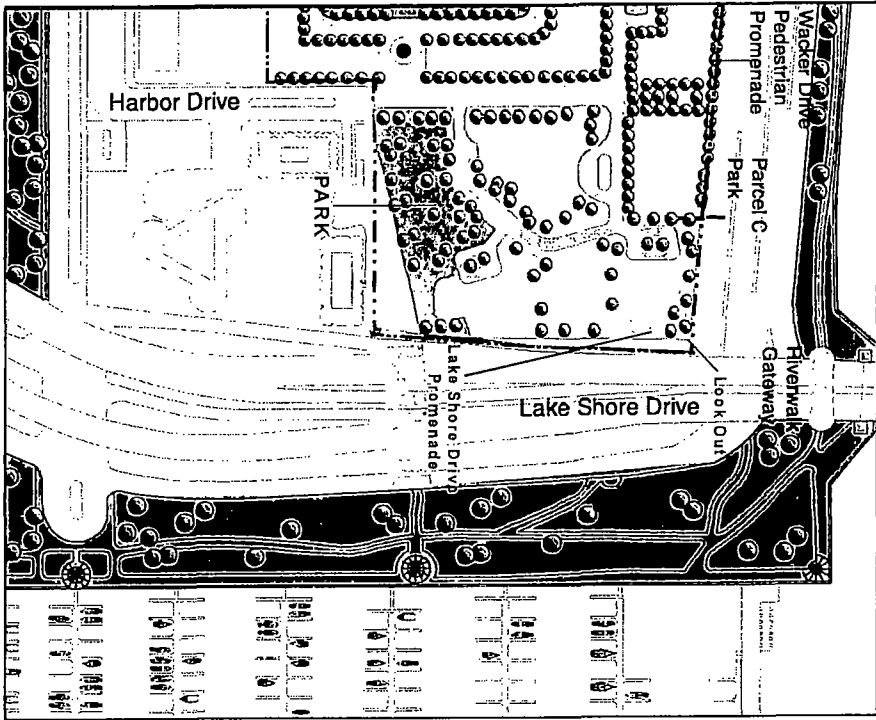 Wacker Drive
Pedestrian
Promenade
Parcel C
Park
Harbor Drive
PARK
Riverwalk
Gateway
Look Out
Lake Shore Drive
Lake Shore Drive
Promenade